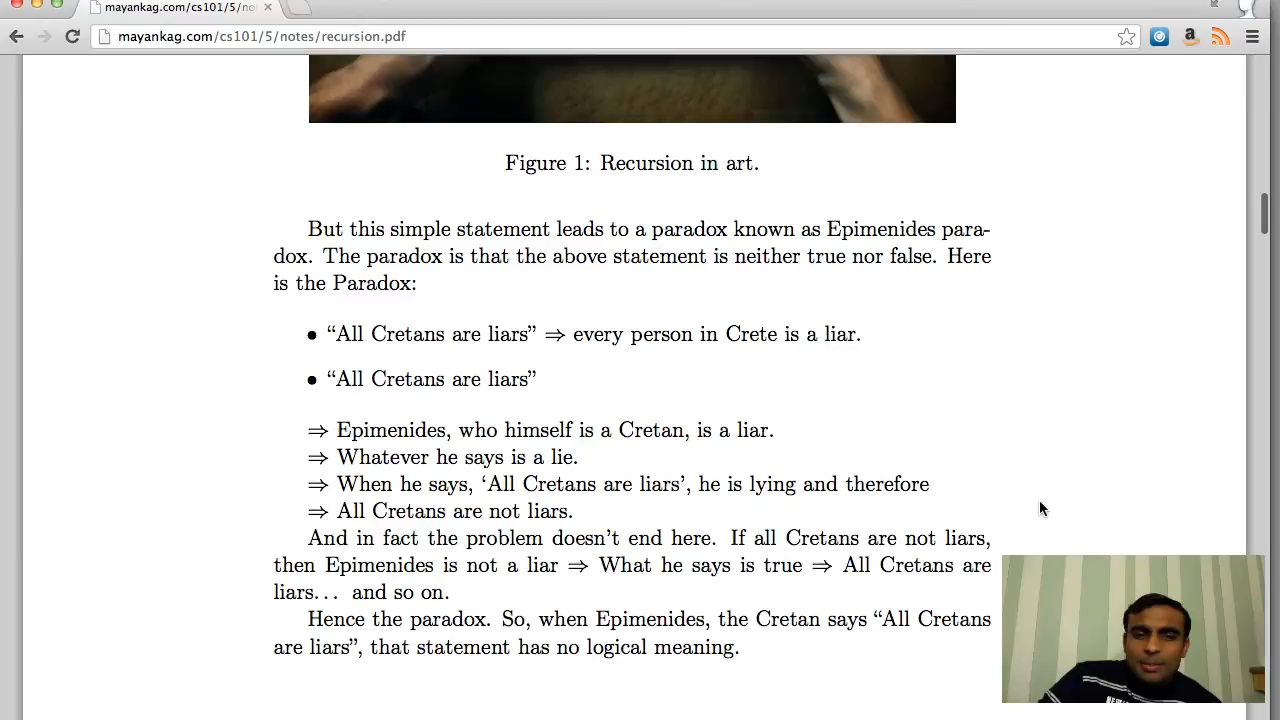 mayankag.com/cs101/5/no
mayankag.com/cs101/5/notes/recursion.pdf
Figure 1: Recursion in art.
But this simple statement leads to a paradox known as Epimenides para-
dox. The paradox is that the above statement is neither true nor false. Here
is the Paradox:
• “All Cretans are liars” ⇒ every person in Crete is a liar.
• “All Cretans are liars”
⇒ Epimenides, who himself is a Cretan, is a liar.
⇒ Whatever he says is a lie.
⇒ When he says, ‘All Cretans are liars’, he is lying and therefore
⇒ All Cretans are not liars.
And in fact the problem doesn’t end here. If all Cretans are not liars,
then Epimenides is not a liar ⇒ What he says is true ⇒ All Cretans are
liars... and so on.
Hence the paradox. So, when Epimenides, the Cretan says “All Cretans
are liars”, that statement has no logical meaning.